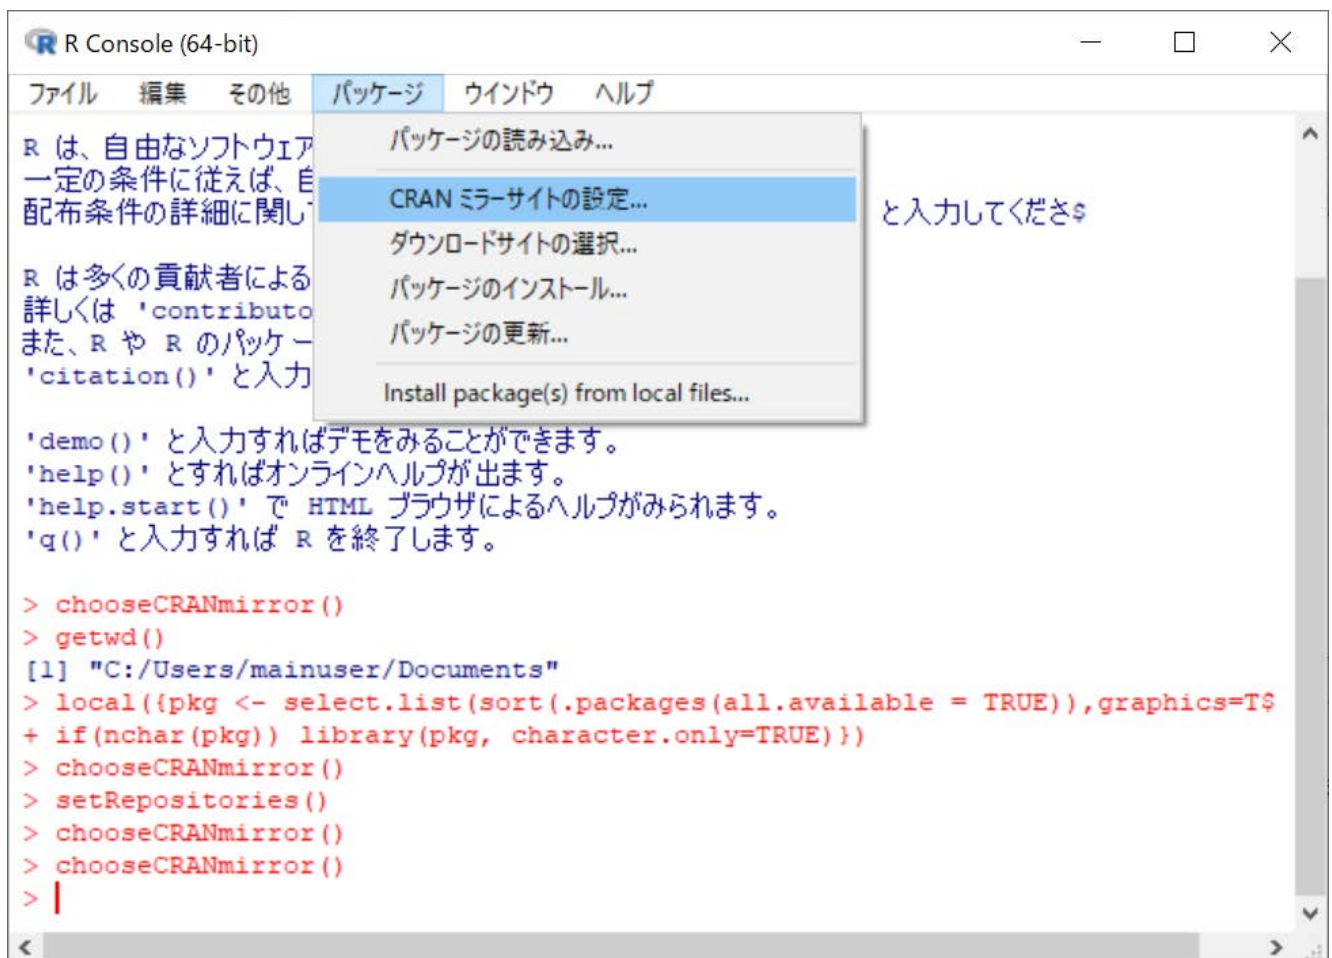 R Console (64-bit)
ファイル 編集 その他 パッケージ ウインドウ ヘルプ
パッケージの読み込み...
CRAN ミラーサイトの設定...
ダウンロードサイトの選択...
パッケージのインストール...
パッケージの更新...
Install package(s) from local files...
R は、自由なソフトウェア
一定の条件に従えば、自
配布条件の詳細に関し と入力してくださ$
R は多くの貢献者による
詳しくは 'contributo
また、R や R のパッケー
'citation()' と入力
'demo()' と入力すればデモをみることができます。
'help()' とすればオンラインヘルプが出ます。
'help.start()' で HTML ブラウザによるヘルプがみられます。
'q()' と入力すれば R を終了します。
> chooseCRANmirror()
> getwd()
[1] "C:/Users/mainuser/Documents"
> local({pkg <- select.list(sort(.packages(all.available = TRUE)),graphics=T$
+ if(nchar(pkg)) library(pkg, character.only=TRUE)})
> chooseCRANmirror()
> setRepositories()
> chooseCRANmirror()
> chooseCRANmirror()
>